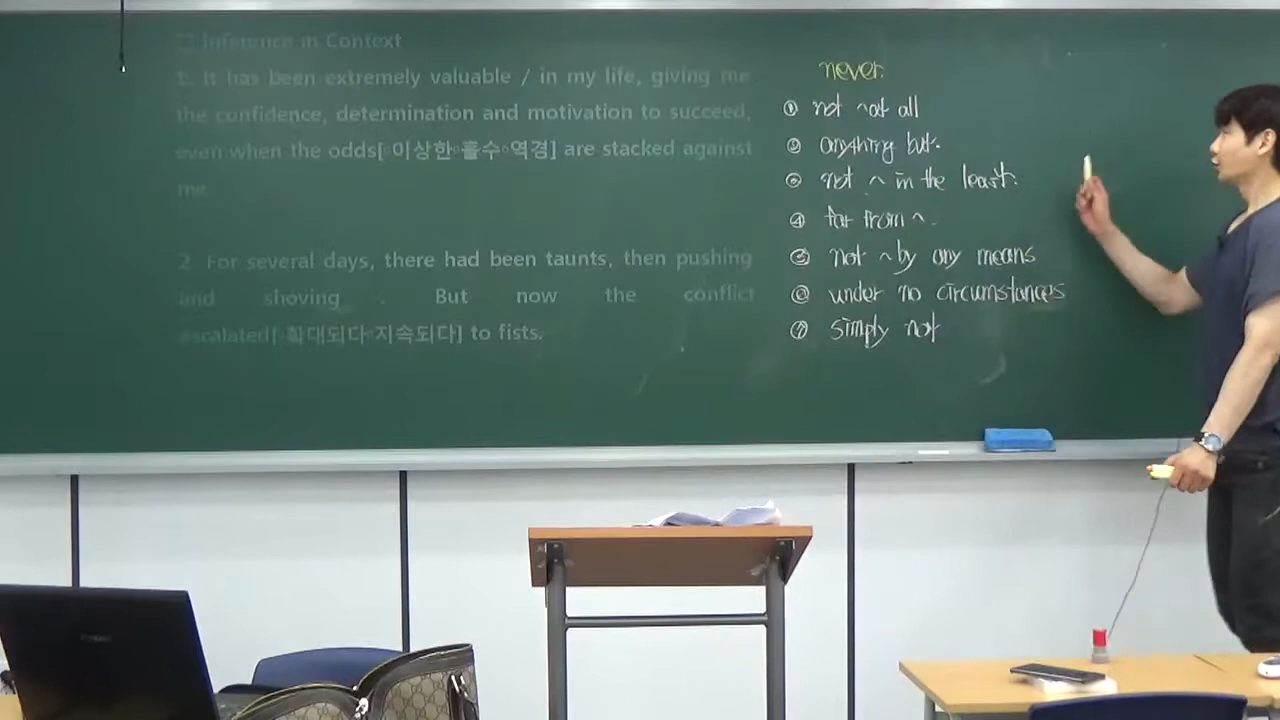 □ Inference in Context
1. It has been extremely valuable / in my life, giving me
the confidence, determination and motivation to succeed,
even when the odds[◦이상한◦홀수◦역경] are stacked against
me.
2. For several days, there had been taunts, then pushing
and shoving . But now the conflict
escalated[◦확대되다◦지속되다] to fists.
never.
① not ~at all
② anything but.
③ not ~ in the least.
④ far from ~.
⑤ not ~by any means
⑥ under no circumstances
⑦ simply not